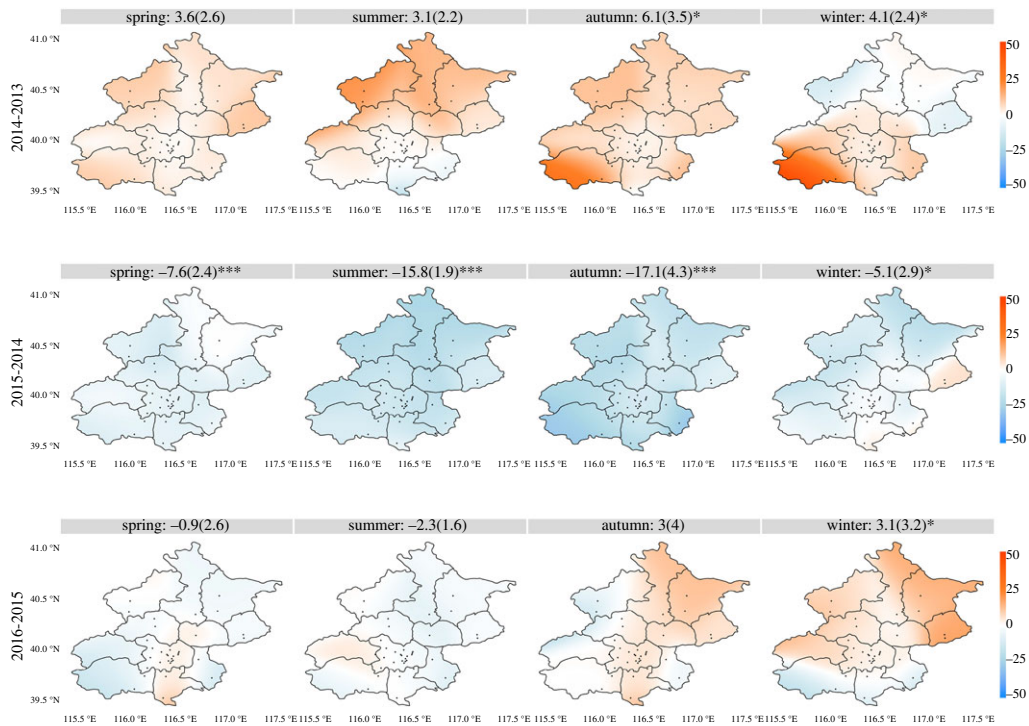 spring: 3.6(2.6) summer: 3.1(2.2) autumn: 6.1(3.5)* winter: 4.1(2.4)*
2014-2013
41.0 °N
40.5 °N
40.0 °N
39.5 °N
115.5 °E 116.0 °E 116.5 °E 117.0 °E 117.5 °E 115.5 °E 116.0 °E 116.5 °E 117.0 °E 117.5 °E 115.5 °E 116.0 °E 116.5 °E 117.0 °E 117.5 °E 115.5 °E 116.0 °E 116.5 °E 117.0 °E 117.5 °E
50
25
0
–25
–50
spring: –7.6(2.4)*** summer: –15.8(1.9)*** autumn: –17.1(4.3)*** winter: –5.1(2.9)*
2015-2014
41.0 °N
40.5 °N
40.0 °N
39.5 °N
115.5 °E 116.0 °E 116.5 °E 117.0 °E 117.5 °E 115.5 °E 116.0 °E 116.5 °E 117.0 °E 117.5 °E 115.5 °E 116.0 °E 116.5 °E 117.0 °E 117.5 °E 115.5 °E 116.0 °E 116.5 °E 117.0 °E 117.5 °E
50
25
0
–25
–50
spring: –0.9(2.6) summer: –2.3(1.6) autumn: 3(4) winter: 3.1(3.2)*
2016-2015
41.0 °N
40.5 °N
40.0 °N
39.5 °N
115.5 °E 116.0 °E 116.5 °E 117.0 °E 117.5 °E 115.5 °E 116.0 °E 116.5 °E 117.0 °E 117.5 °E 115.5 °E 116.0 °E 116.5 °E 117.0 °E 117.5 °E 115.5 °E 116.0 °E 116.5 °E 117.0 °E 117.5 °E
50
25
0
–25
–50